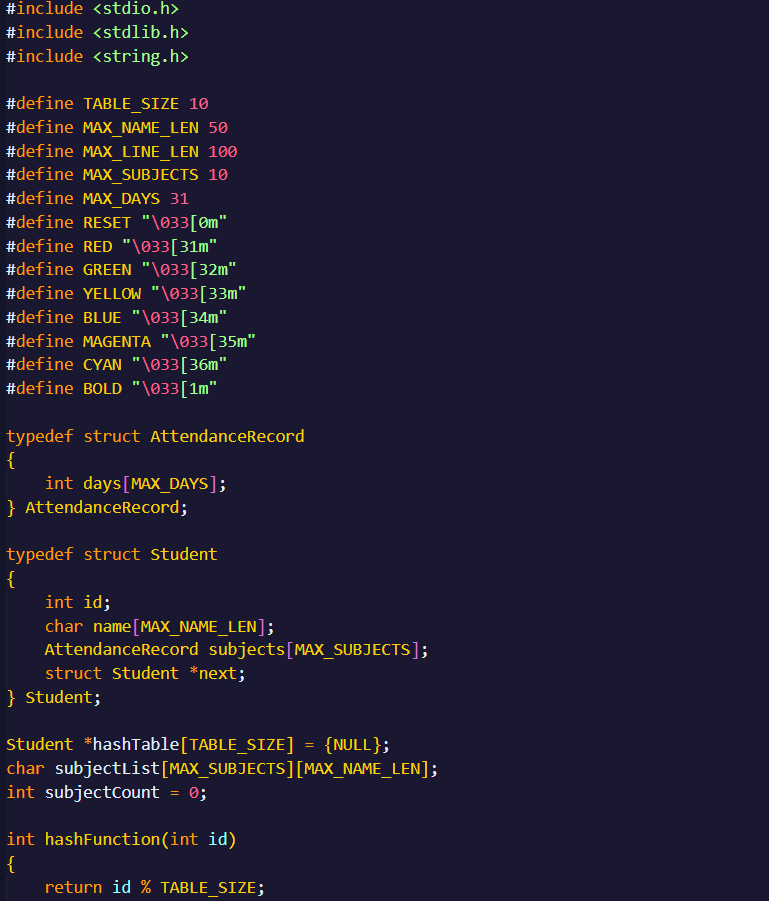 #include <stdio.h>
#include <stdlib.h>
#include <string.h>

#define TABLE_SIZE 10
#define MAX_NAME_LEN 50
#define MAX_LINE_LEN 100
#define MAX_SUBJECTS 10
#define MAX_DAYS 31
#define RESET "\033[0m"
#define RED "\033[31m"
#define GREEN "\033[32m"
#define YELLOW "\033[33m"
#define BLUE "\033[34m"
#define MAGENTA "\033[35m"
#define CYAN "\033[36m"
#define BOLD "\033[1m"

typedef struct AttendanceRecord
{
    int days[MAX_DAYS];
} AttendanceRecord;

typedef struct Student
{
    int id;
    char name[MAX_NAME_LEN];
    AttendanceRecord subjects[MAX_SUBJECTS];
    struct Student *next;
} Student;

Student *hashTable[TABLE_SIZE] = {NULL};
char subjectList[MAX_SUBJECTS][MAX_NAME_LEN];
int subjectCount = 0;

int hashFunction(int id)
{
    return id % TABLE_SIZE;